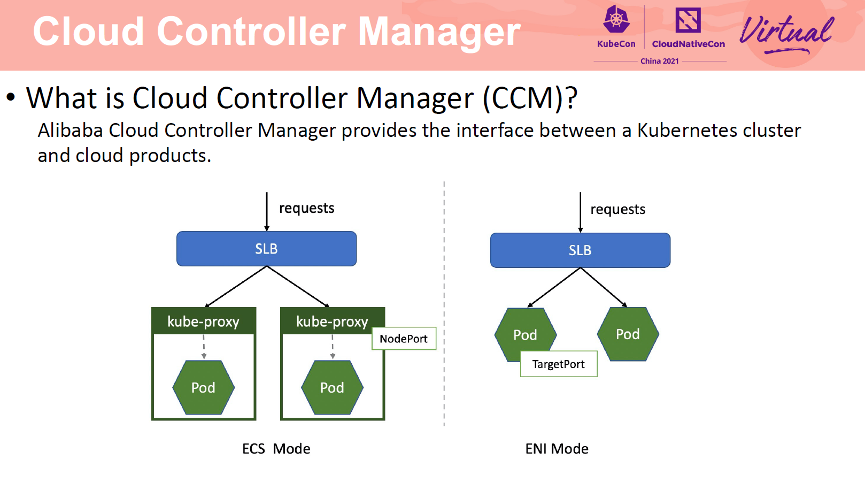 Cloud Controller Manager
KubeCon
CloudNativeCon
China 2021
Virtual
• What is Cloud Controller Manager (CCM)?
Alibaba Cloud Controller Manager provides the interface between a Kubernetes cluster
and cloud products.
requests
SLB
kube-proxy
kube-proxy
NodePort
Pod
Pod
ECS Mode
requests
SLB
Pod
Pod
TargetPort
ENI Mode